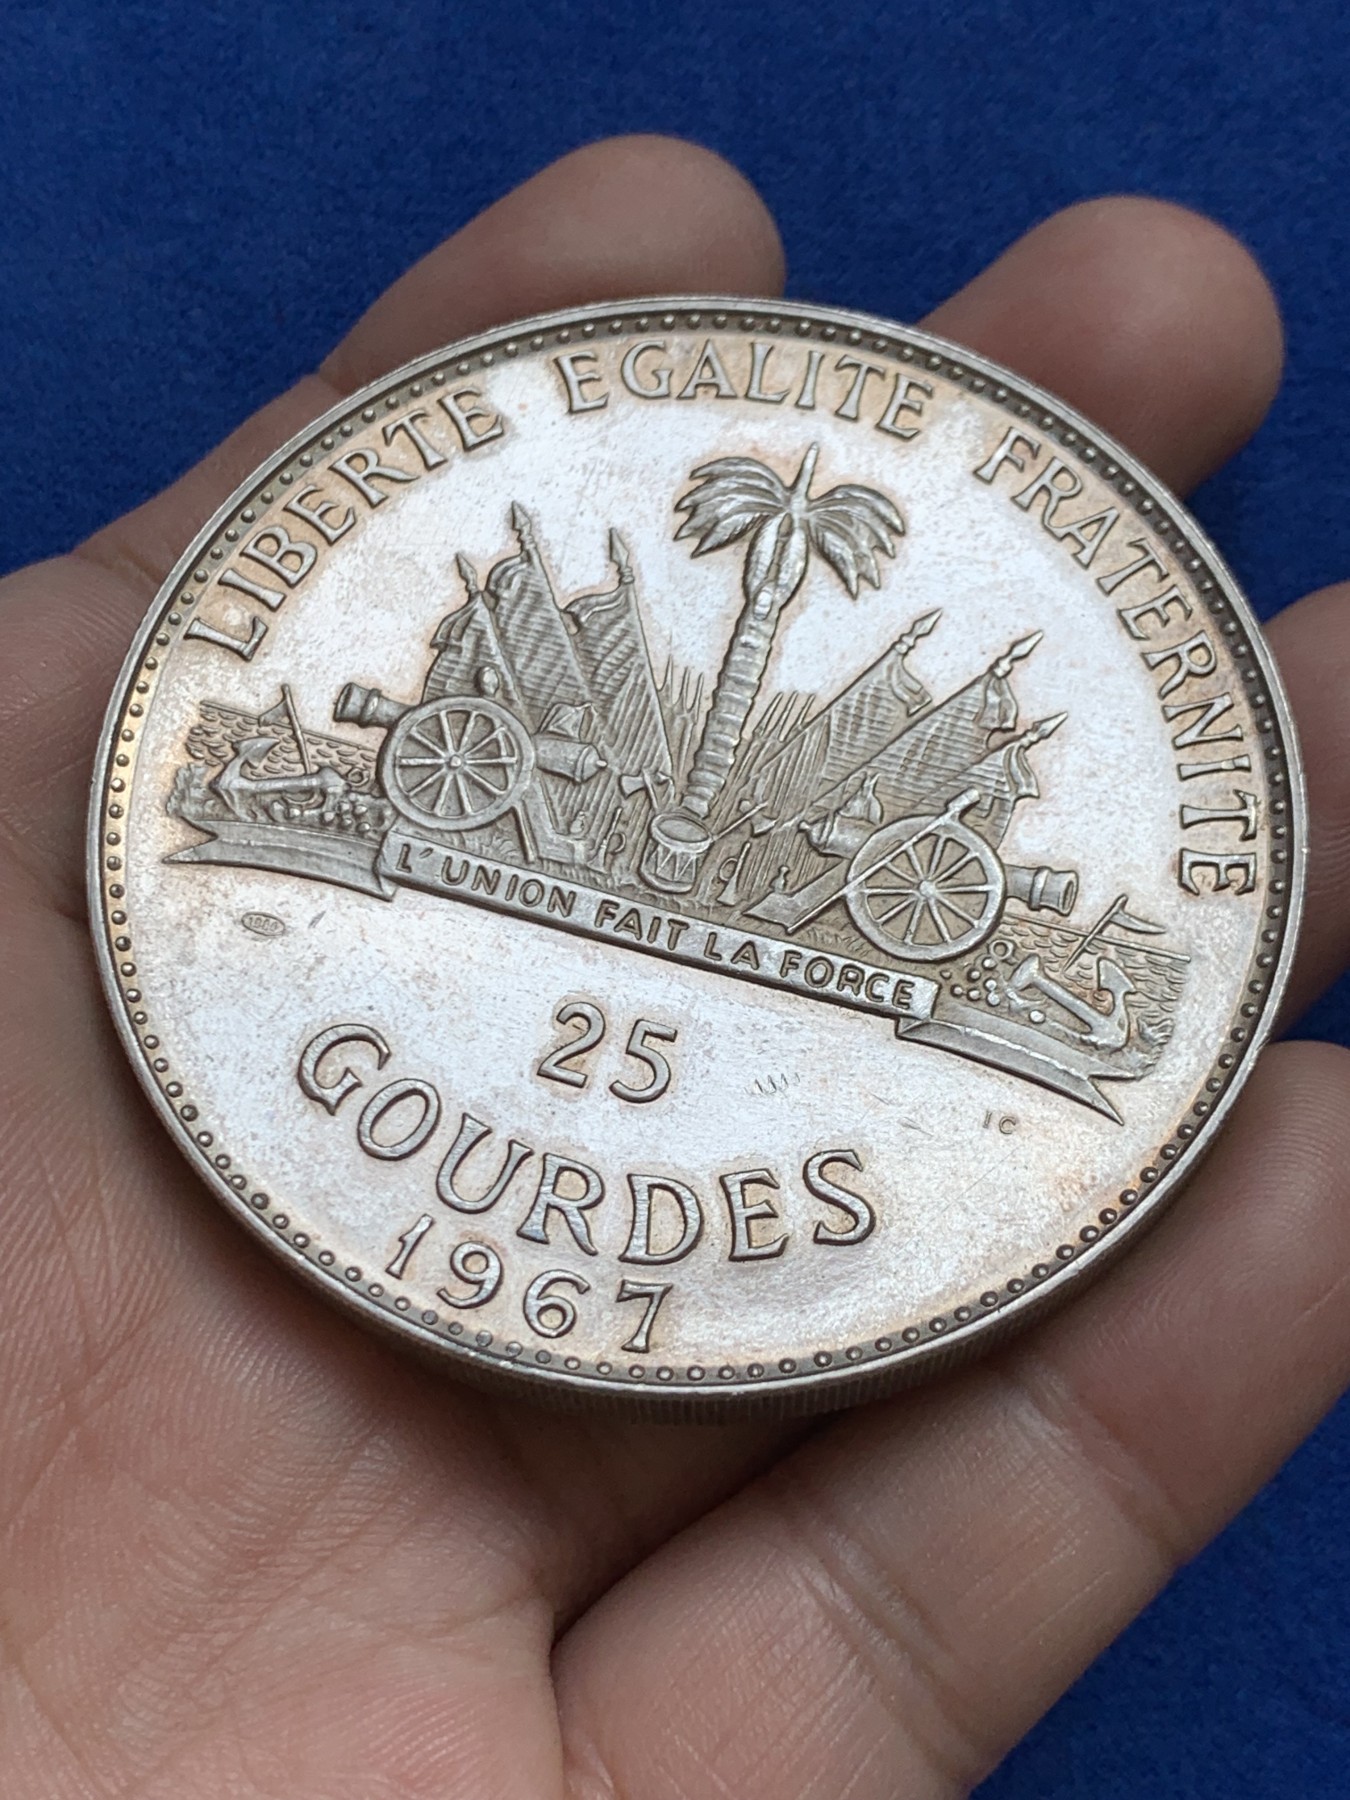 LIBERTE EGALITE FRATERNITE
L'UNION FAIT LA FORCE
25
GOURDES
1967
IC